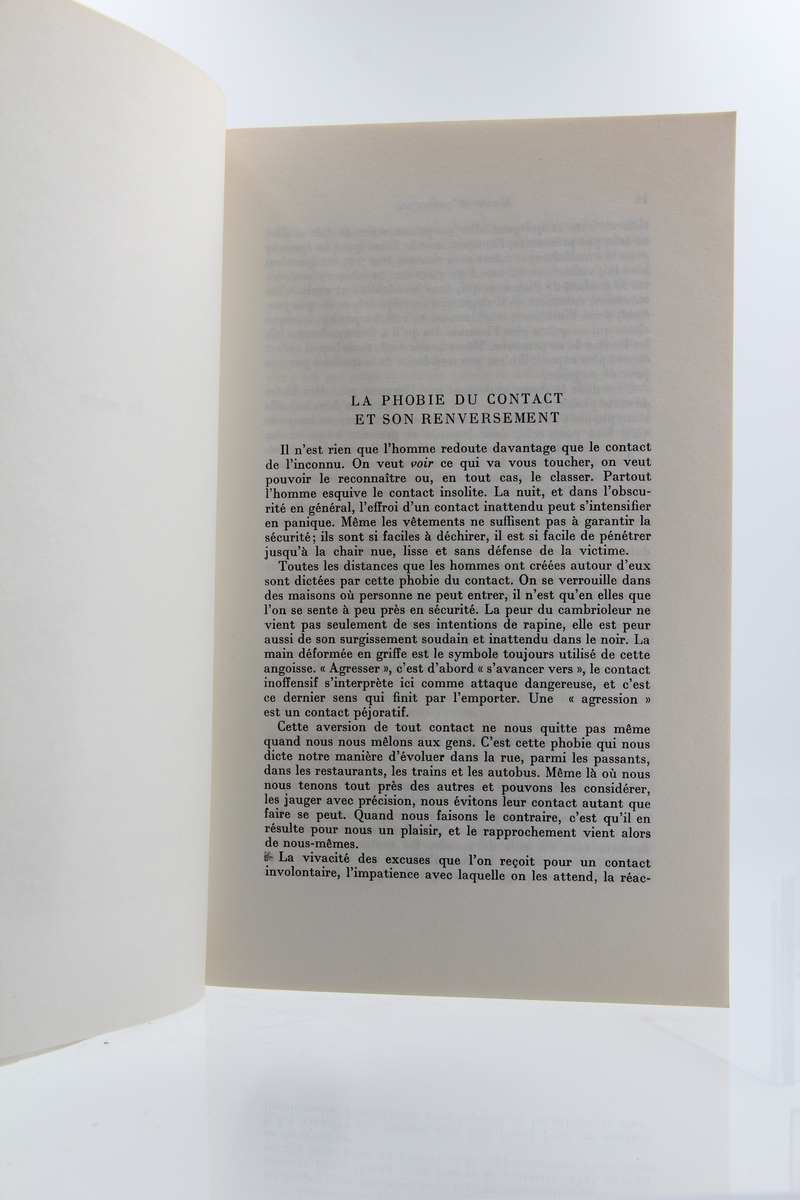 LA PHOBIE DU CONTACT
ET SON RENVERSEMENT
Il n'est rien que l'homme redoute davantage que le contact
de l'inconnu. On veut voir ce qui va vous toucher, on veut
pouvoir le reconnaître ou, en tout cas, le classer. Partout
l'homme esquive le contact insolite. La nuit, et dans l'obscu-
rité en général, l'effroi d'un contact inattendu peut s'intensifier
en panique. Même les vêtements ne suffisent pas à garantir la
sécurité; ils sont si faciles à déchirer, il est si facile de pénétrer
jusqu'à la chair nue, lisse et sans défense de la victime.
Toutes les distances que les hommes ont créées autour d'eux
sont dictées par cette phobie du contact. On se verrouille dans
des maisons où personne ne peut entrer, il n'est qu'en elles que
l'on se sente à peu près en sécurité. La peur du cambrioleur ne
vient pas seulement de ses intentions de rapine, elle est peur
aussi de son surgissement soudain et inattendu dans le noir. La
main déformée en griffe est le symbole toujours utilisé de cette
angoisse. « Agresser », c'est d'abord « s'avancer vers », le contact
inoffensif s'interprète ici comme attaque dangereuse, et c'est
ce dernier sens qui finit par l'emporter. Une « agression »
est un contact péjoratif.
Cette aversion de tout contact ne nous quitte pas même
quand nous nous mêlons aux gens. C'est cette phobie qui nous
dicte notre manière d'évoluer dans la rue, parmi les passants,
dans les restaurants, les trains et les autobus. Même là où nous
nous tenons tout près des autres et pouvons les considérer,
les jauger avec précision, nous évitons leur contact autant que
faire se peut. Quand nous faisons le contraire, c'est qu'il en
résulte pour nous un plaisir, et le rapprochement vient alors
de nous-mêmes.
La vivacité des excuses que l'on reçoit pour un contact
involontaire, l'impatience avec laquelle on les attend, la réac-